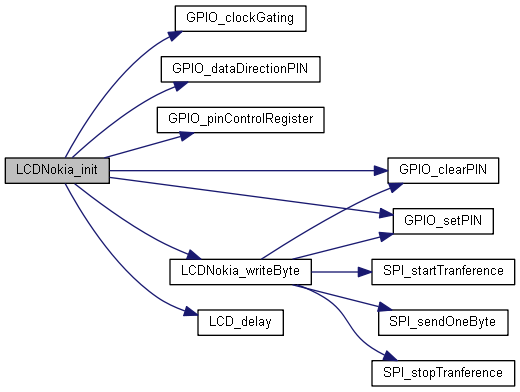 GPIO_clockGating
GPIO_dataDirectionPIN
GPIO_pinControlRegister
LCDNokia_init
GPIO_clearPIN
GPIO_setPIN
LCDNokia_writeByte
SPI_startTranference
LCD_delay
SPI_sendOneByte
SPI_stopTranference